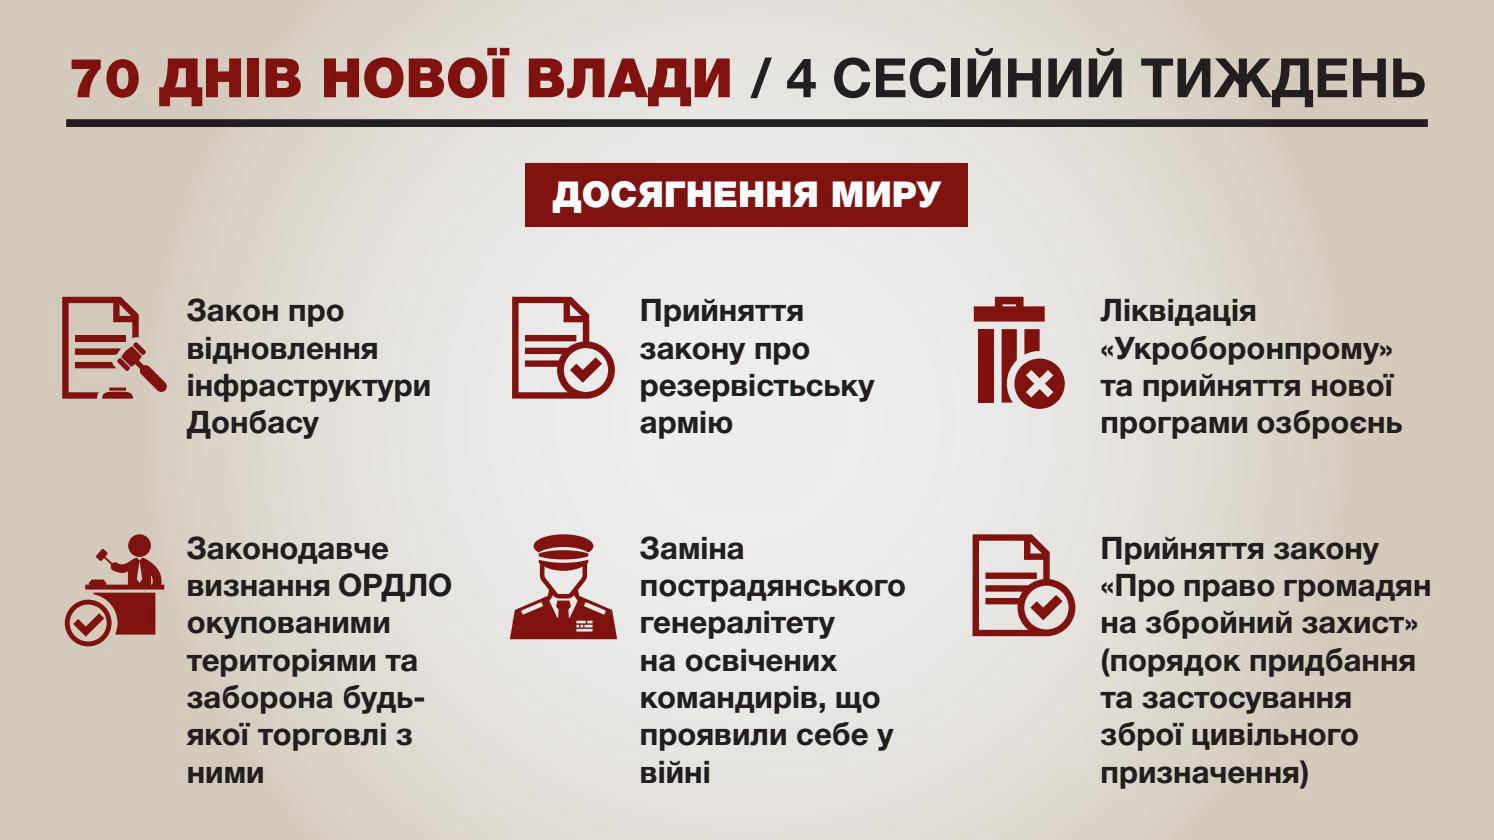 70 ДНІВ НОВОЇ ВЛАДИ / 4 СЕСІЙНИЙ ТИЖДЕНЬ
ДОСЯГНЕННЯ МИРУ
Закон про
відновлення
інфраструктури
Донбасу
Прийняття
закону про
резервістьську
армію
Ліквідація
«Укроборонпрому»
та прийняття нової
програми озброєнь
Законодавче
визнання ОРДЛО
окупованими
територіями та
заборона будь-
якої торговлі з
ними
Заміна
пострадянського
генералітету
на освічених
командирів, що
проявили себе у
війні
Прийняття закону
«Про право громадян
на збройний захист»
(порядок придбання
та застосування
зброї цивільного
призначення)